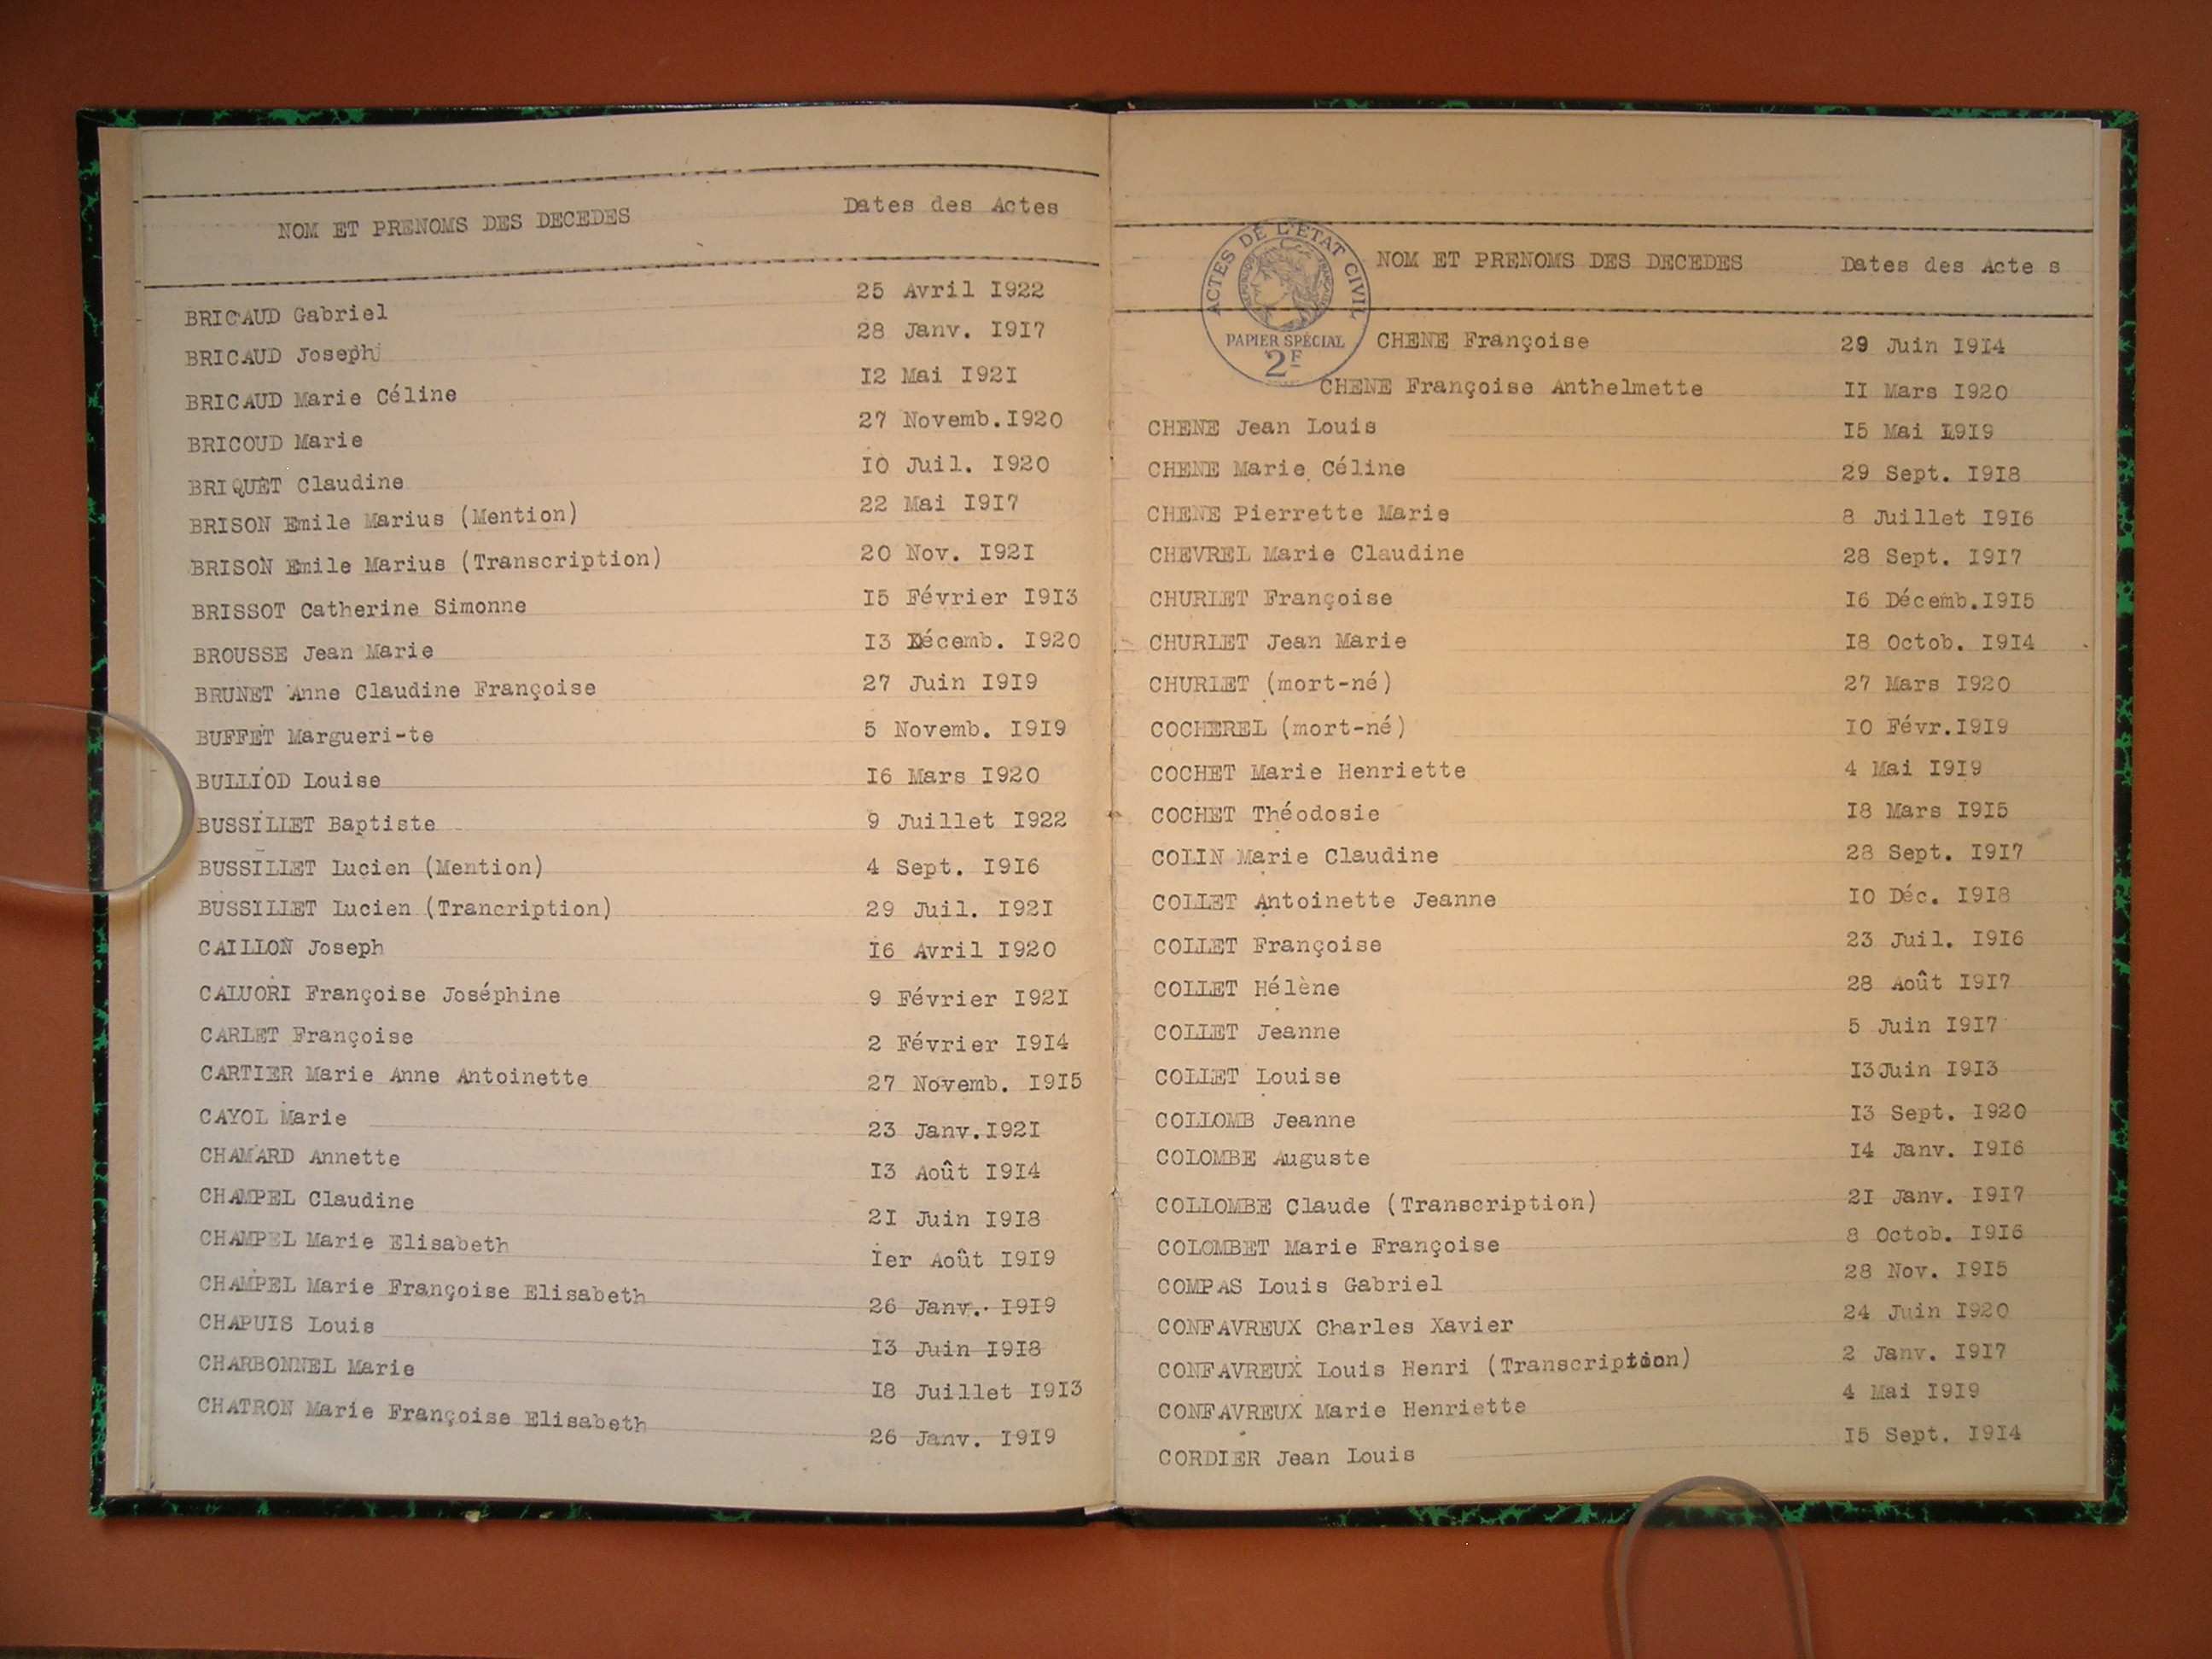 NOM ET PRENOMS DES DECEDES Dates des Actes
BRICAUD Gabriel 25 Avril I922
BRICAUD Joseph 28 Janv. I917
BRICAUD Marie Céline I2 Mai I92I
BRICOUD Marie 27 Novemb.I920
BRIQUET Claudine IO Juil. I920
BRISON Emile Marius (Mention) 22 Mai I9I7
BRISON Emile Marius (Transcription) 20 Nov. I92I
BRISSOT Catherine Simonne I5 Février I9I3
BROUSSE Jean Marie I3 Décemb. I920
BRUNET Anne Claudine Françoise 27 Juin I9I9
BUFFET Margueri-te 5 Novemb. I9I9
BULLIOD Louise I6 Mars I920
BUSSILLET Baptiste 9 Juillet I922
BUSSILLET Lucien (Mention) 4 Sept. I9I6
BUSSILLET Lucien (Trancription) 29 Juil. I92I
CAILLON Joseph I6 Avril I920
CALUORI Françoise Joséphine 9 Février I92I
CARLET Françoise 2 Février I9I4
CARTIER Marie Anne Antoinette 27 Novemb. I9I5
CAYOL Marie 23 Janv.I92I
CHAMARD Annette I3 Août I9I4
CHAMPEL Claudine 2I Juin I9I8
CHAMPEL Marie Elisabeth Ier Août I9I9
CHAMPEL Marie Françoise Elisabeth 26 Janv. I9I9
CHAPUIS Louis I3 Juin I9I8
CHARBONNEL Marie I8 Juillet I9I3
CHATRON Marie Françoise Elisabeth 26 Janv. I9I9
ACTES DE L'ETAT CIVIL
REPUBLIQUE FRANÇAISE
PAPIER SPÉCIAL
2F
NOM ET PRENOMS DES DECEDES Dates des Acte s
CHENE Françoise 29 Juin I9I4
CHENE Françoise Anthelmette II Mars I920
CHENE Jean Louis I5 Mai I9I9
CHENE Marie Céline 29 Sept. I9I8
CHENE Pierrette Marie 8 Juillet I9I6
CHEVREL Marie Claudine 28 Sept. I9I7
CHURLET Françoise I6 Décemb.I9I5
CHURLET Jean Marie I8 Octob. I9I4
CHURLET (mort-né) 27 Mars I920
COCHEREL (mort-né) IO Févr.I9I9
COCHET Marie Henriette 4 Mai I9I9
COCHET Théodosie I8 Mars I9I5
COLIN Marie Claudine 28 Sept. I9I7
COLLET Antoinette Jeanne IO Déc. I9I8
COLLET Françoise 23 Juil. I9I6
COLLET Hélène 28 Août I9I7
COLLET Jeanne 5 Juin I9I7
COLLET Louise I3Juin I9I3
COLLOMB Jeanne I3 Sept. I920
COLOMBE Auguste I4 Janv. I9I6
COLLOMBE Claude (Transcription) 2I Janv. I9I7
COLOMBET Marie Françoise 8 Octob. I9I6
COMPAS Louis Gabriel 28 Nov. I9I5
CONFAVREUX Charles Xavier 24 Juin I920
CONFAVREUX Louis Henri (Transcription) 2 Janv. I9I7
CONFAVREUX Marie Henriette 4 Mai I9I9
CORDIER Jean Louis I5 Sept. I9I4